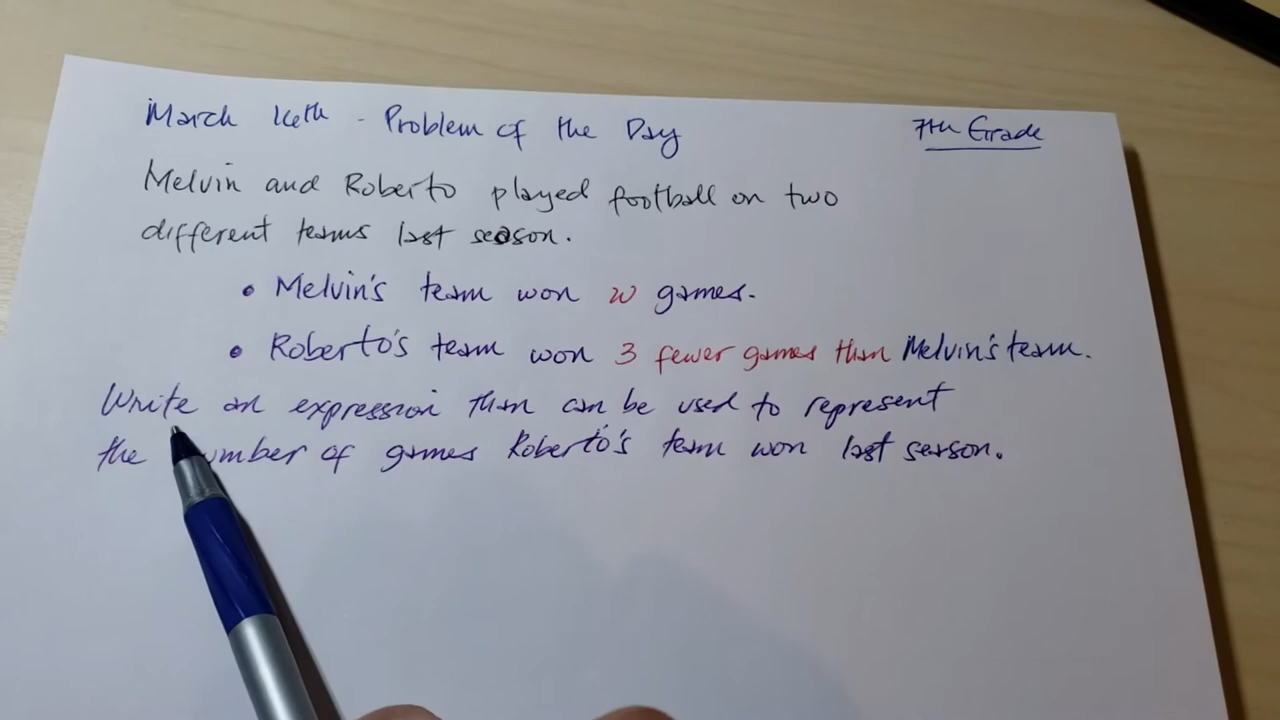 March 16th - Problem of the Day
7th Grade
Melvin and Roberto played football on two
different teams last season.
• Melvin's team won w games.
• Roberto's team won 3 fewer games than Melvin's team.
Write an expression than can be used to represent
the number of games Roberto's team won last season.